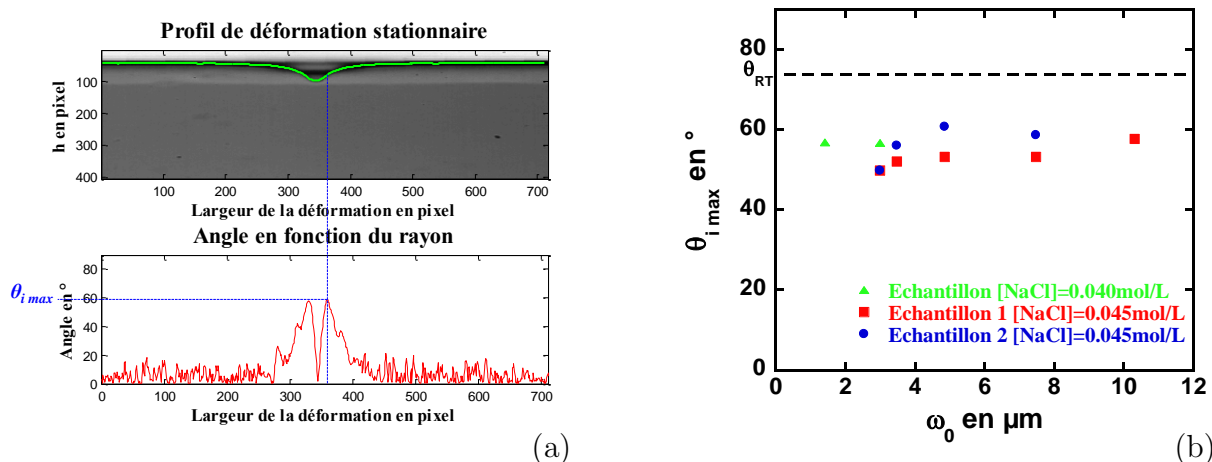 Profil de déformation stationnaire
h en pixel
100
200
300
400
0 100 200 300 400 500 600 700
Largeur de la déformation en pixel
Angle en fonction du rayon
θi max
Angle en °
80
60
40
20
0
0 100 200 300 400 500 600 700
Largeur de la déformation en pixel
(a)
θi max en °
80
θRT
60
40
20
0
Echantillon [NaCl]=0.040mol/L
Echantillon 1 [NaCl]=0.045mol/L
Echantillon 2 [NaCl]=0.045mol/L
0 2 4 6 8 10 12
ω0 en µm
(b)